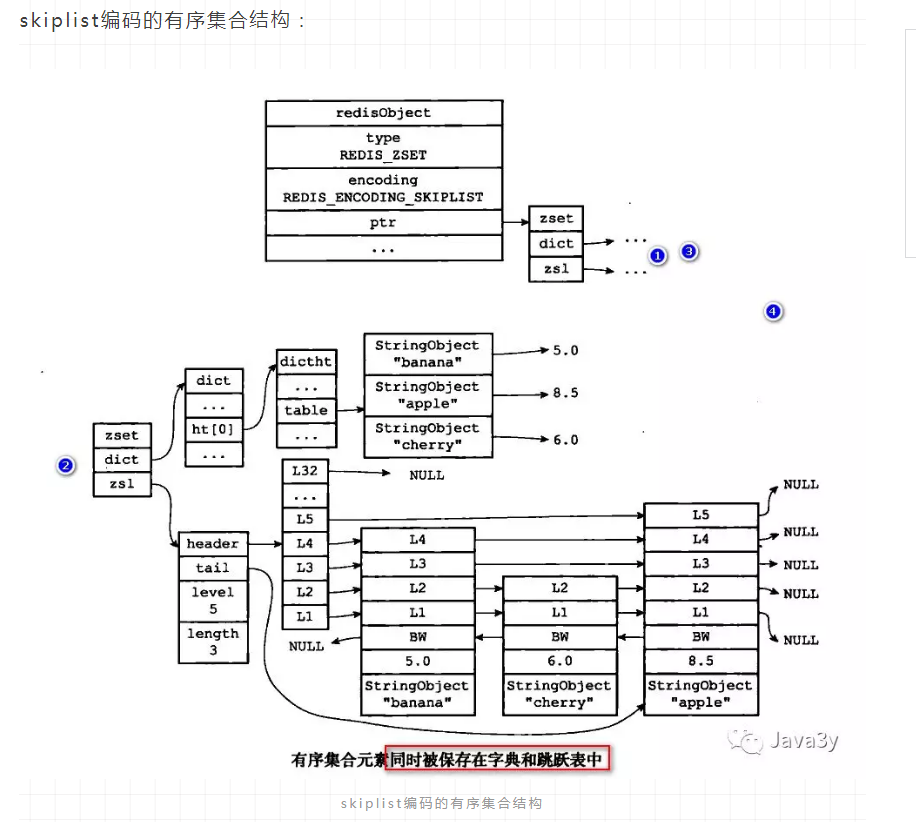 skiplist编码的有序集合结构：
redisObject
type
REDIS_ZSET
encoding
REDIS_ENCODING_SKIPLIST
ptr
...
zset
dict
...
zsl
...
1
3
4
2
zset
dict
zsl
dict
...
ht[0]
...
dictht
...
table
...
StringObject
"banana"
5.0
StringObject
"apple"
8.5
StringObject
"cherry"
6.0
header
tail
level
5
length
3
L32
NULL
...
L5
L4
L3
L2
L1
NULL
L4
L3
L2
L1
BW
5.0
StringObject
"banana"
L2
L1
BW
6.0
StringObject
"cherry"
L5
L4
L3
L2
L1
BW
8.5
StringObject
"apple"
NULL
NULL
NULL
NULL
NULL
Java3y
有序集合元素同时被保存在字典和跳跃表中
skiplist编码的有序集合结构